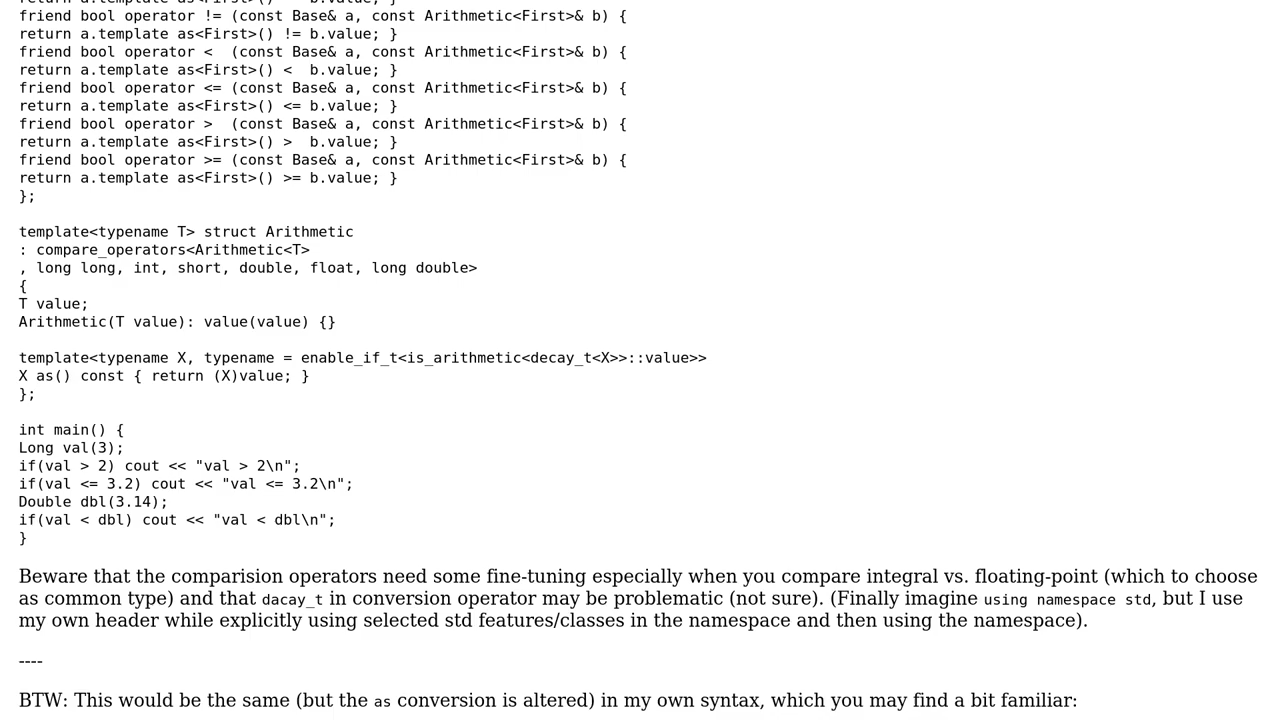 return a.template as<First>() == b.value; }
friend bool operator != (const Base& a, const Arithmetic<First>& b) {
return a.template as<First>() != b.value; }
friend bool operator <  (const Base& a, const Arithmetic<First>& b) {
return a.template as<First>() <  b.value; }
friend bool operator <= (const Base& a, const Arithmetic<First>& b) {
return a.template as<First>() <= b.value; }
friend bool operator >  (const Base& a, const Arithmetic<First>& b) {
return a.template as<First>() >  b.value; }
friend bool operator >= (const Base& a, const Arithmetic<First>& b) {
return a.template as<First>() >= b.value; }
};

template<typename T> struct Arithmetic
: compare_operators<Arithmetic<T>
, long long, int, short, double, float, long double>
{
T value;
Arithmetic(T value): value(value) {}

template<typename X, typename = enable_if_t<is_arithmetic<decay_t<X>>::value>>
X as() const { return (X)value; }
};

int main() {
Long val(3);
if(val > 2) cout << "val > 2\n";
if(val <= 3.2) cout << "val <= 3.2\n";
Double dbl(3.14);
if(val < dbl) cout << "val < dbl\n";
}

Beware that the comparision operators need some fine-tuning especially when you compare integral vs. floating-point (which to choose
as common type) and that dacay_t in conversion operator may be problematic (not sure). (Finally imagine using namespace std, but I use
my own header while explicitly using selected std features/classes in the namespace and then using the namespace).

----

BTW: This would be the same (but the as conversion is altered) in my own syntax, which you may find a bit familiar: